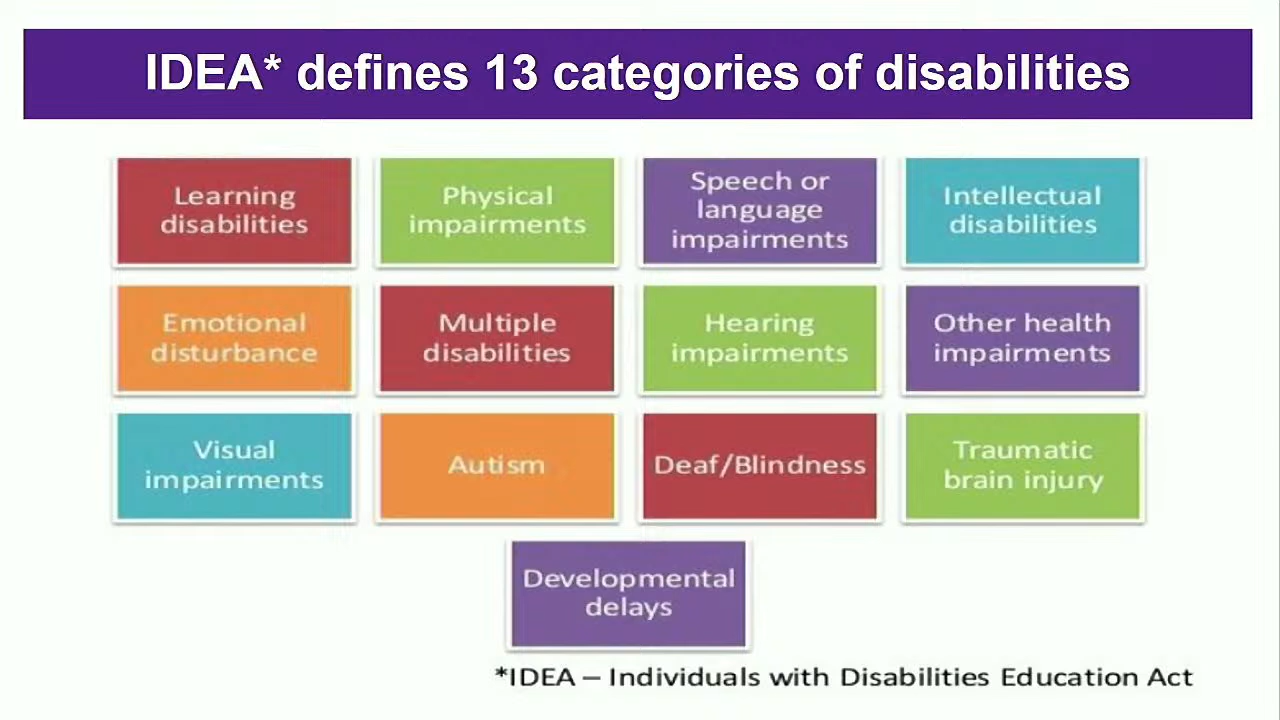 IDEA* defines 13 categories of disabilities
Learning
disabilities
Physical
impairments
Speech or
language
impairments
Intellectual
disabilities
Emotional
disturbance
Multiple
disabilities
Hearing
impairments
Other health
impairments
Visual
impairments
Autism
Deaf/Blindness
Traumatic
brain injury
Developmental
delays
*IDEA – Individuals with Disabilities Education Act